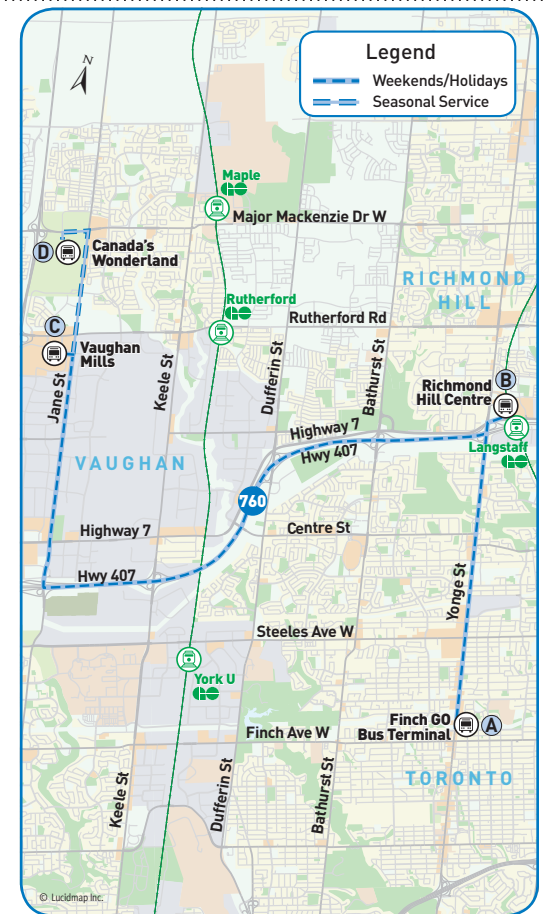 N
Legend
Weekends/Holidays
Seasonal Service
Maple
Major Mackenzie Dr W
D
Canada's
Wonderland
RICHMOND
HILL
Rutherford
Rutherford Rd
C
Vaughan
Mills
Jane St
Keele St
Dufferin St
Bathurst St
B
Richmond
Hill Centre
Langstaff
Highway 7
Hwy 407
VAUGHAN
760
Highway 7
Centre St
Hwy 407
Yonge St
Steeles Ave W
York U
Finch GO
Bus Terminal
A
Finch Ave W
TORONTO
Keele St
Dufferin St
Bathurst St
© Lucidmap Inc.